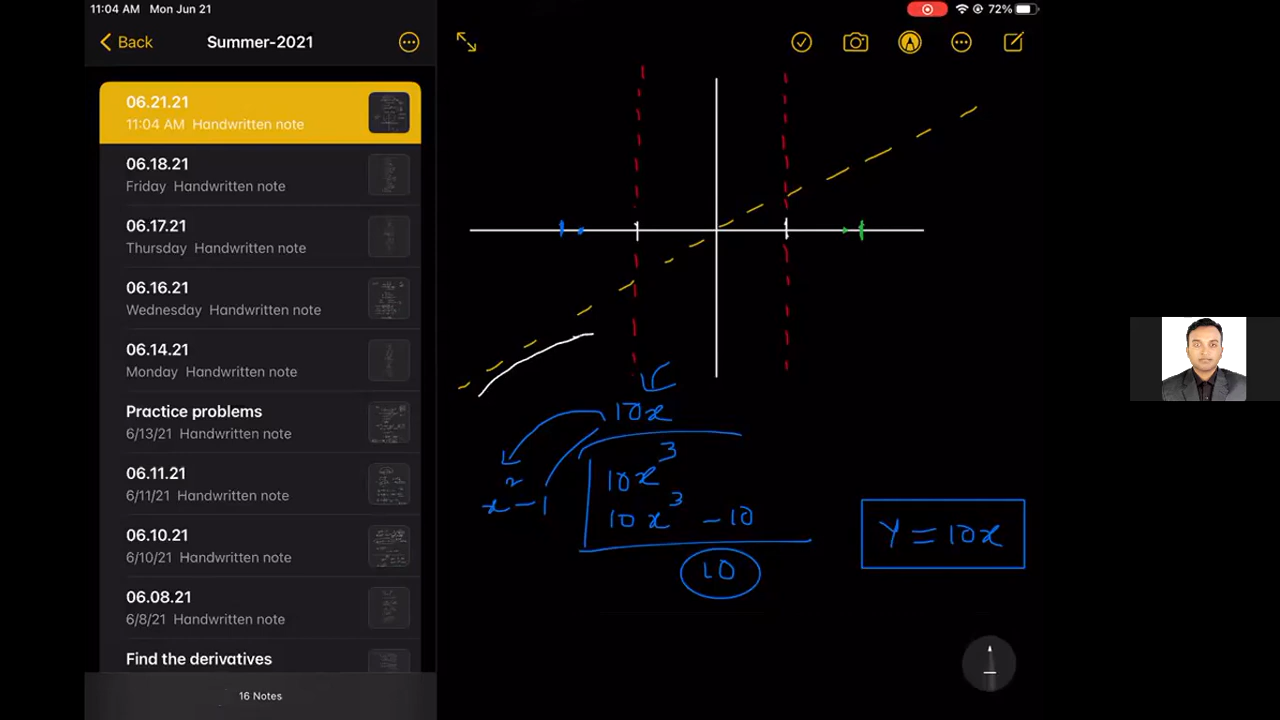 11:04 AM Mon Jun 21
72%
Back
Summer-2021
06.21.21
11:04 AM Handwritten note
06.18.21
Friday Handwritten note
06.17.21
Thursday Handwritten note
06.16.21
Wednesday Handwritten note
06.14.21
Monday Handwritten note
Practice problems
6/13/21 Handwritten note
06.11.21
6/11/21 Handwritten note
06.10.21
6/10/21 Handwritten note
06.08.21
6/8/21 Handwritten note
Find the derivatives
16 Notes
10x
x² - 1
10x³
10x³ - 10
10
Y = 10x